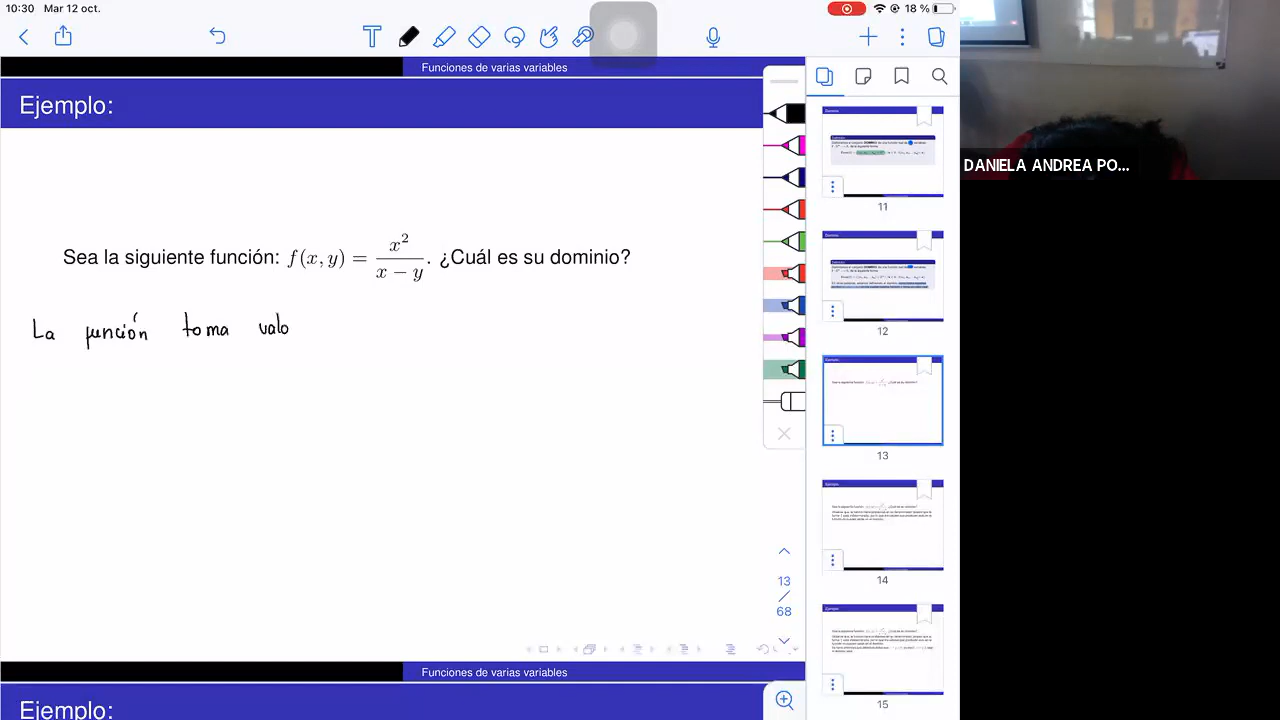 10:30 Mar 12 oct.
18 %
Funciones de varias variables
Ejemplo:
Sea la siguiente función: f(x, y) = x²/(x − y). ¿Cuál es su dominio?
La función toma valo
13
/
68
Funciones de varias variables
Ejemplo:
11
12
13
14
15
DANIELA ANDREA PO...